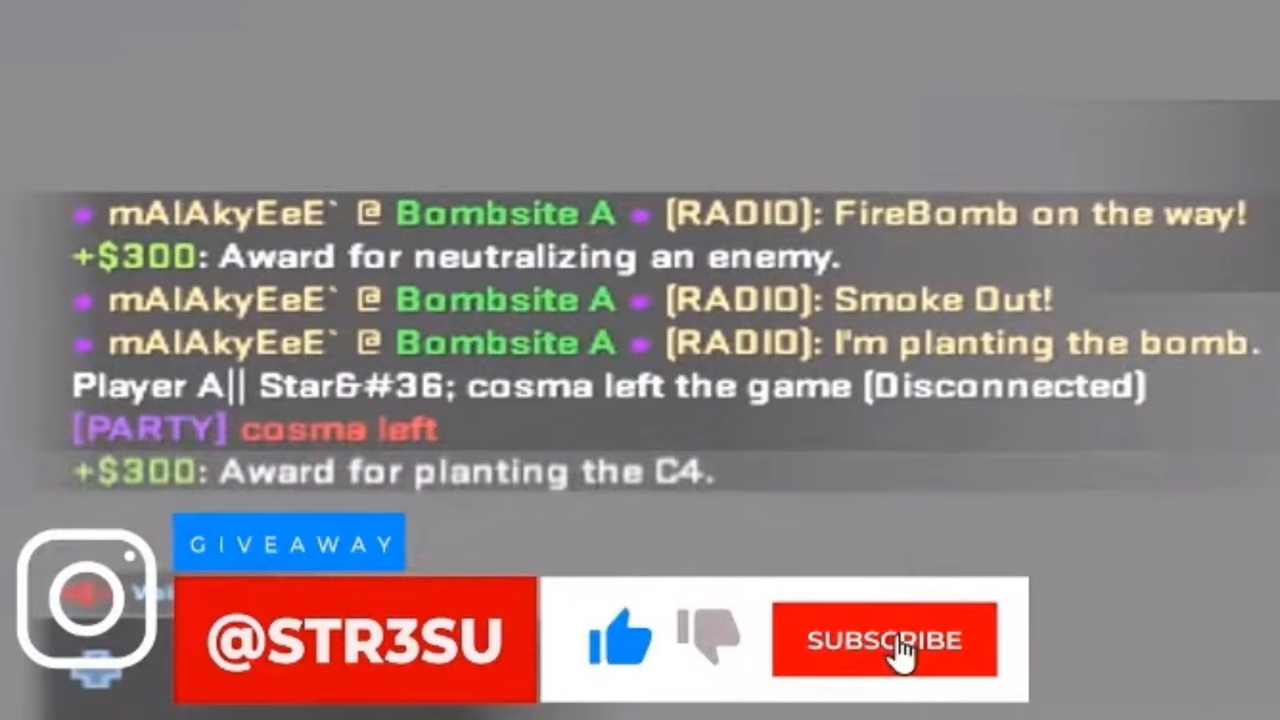 mAlAkyEeE` @ Bombsite A • (RADIO): FireBomb on the way!
+$300: Award for neutralizing an enemy.
mAlAkyEeE` @ Bombsite A • (RADIO): Smoke Out!
mAlAkyEeE` @ Bombsite A • (RADIO): I'm planting the bomb.
Player A|| Star&#36; cosma left the game (Disconnected)
[PARTY] cosma left
+$300: Award for planting the C4.
GIVEAWAY
@STR3SU
SUBSCRIBE